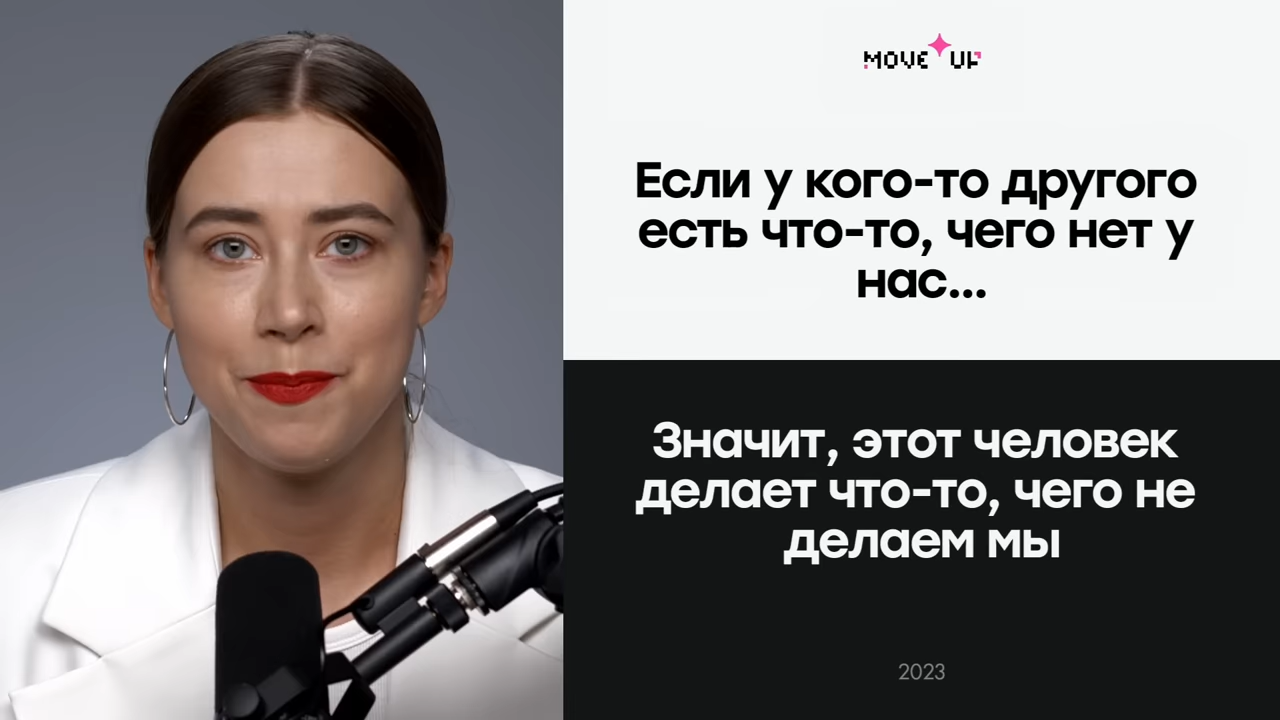 MOVE UP
Если у кого-то другого
есть что-то, чего нет у
нас...
Значит, этот человек
делает что-то, чего не
делаем мы
2023